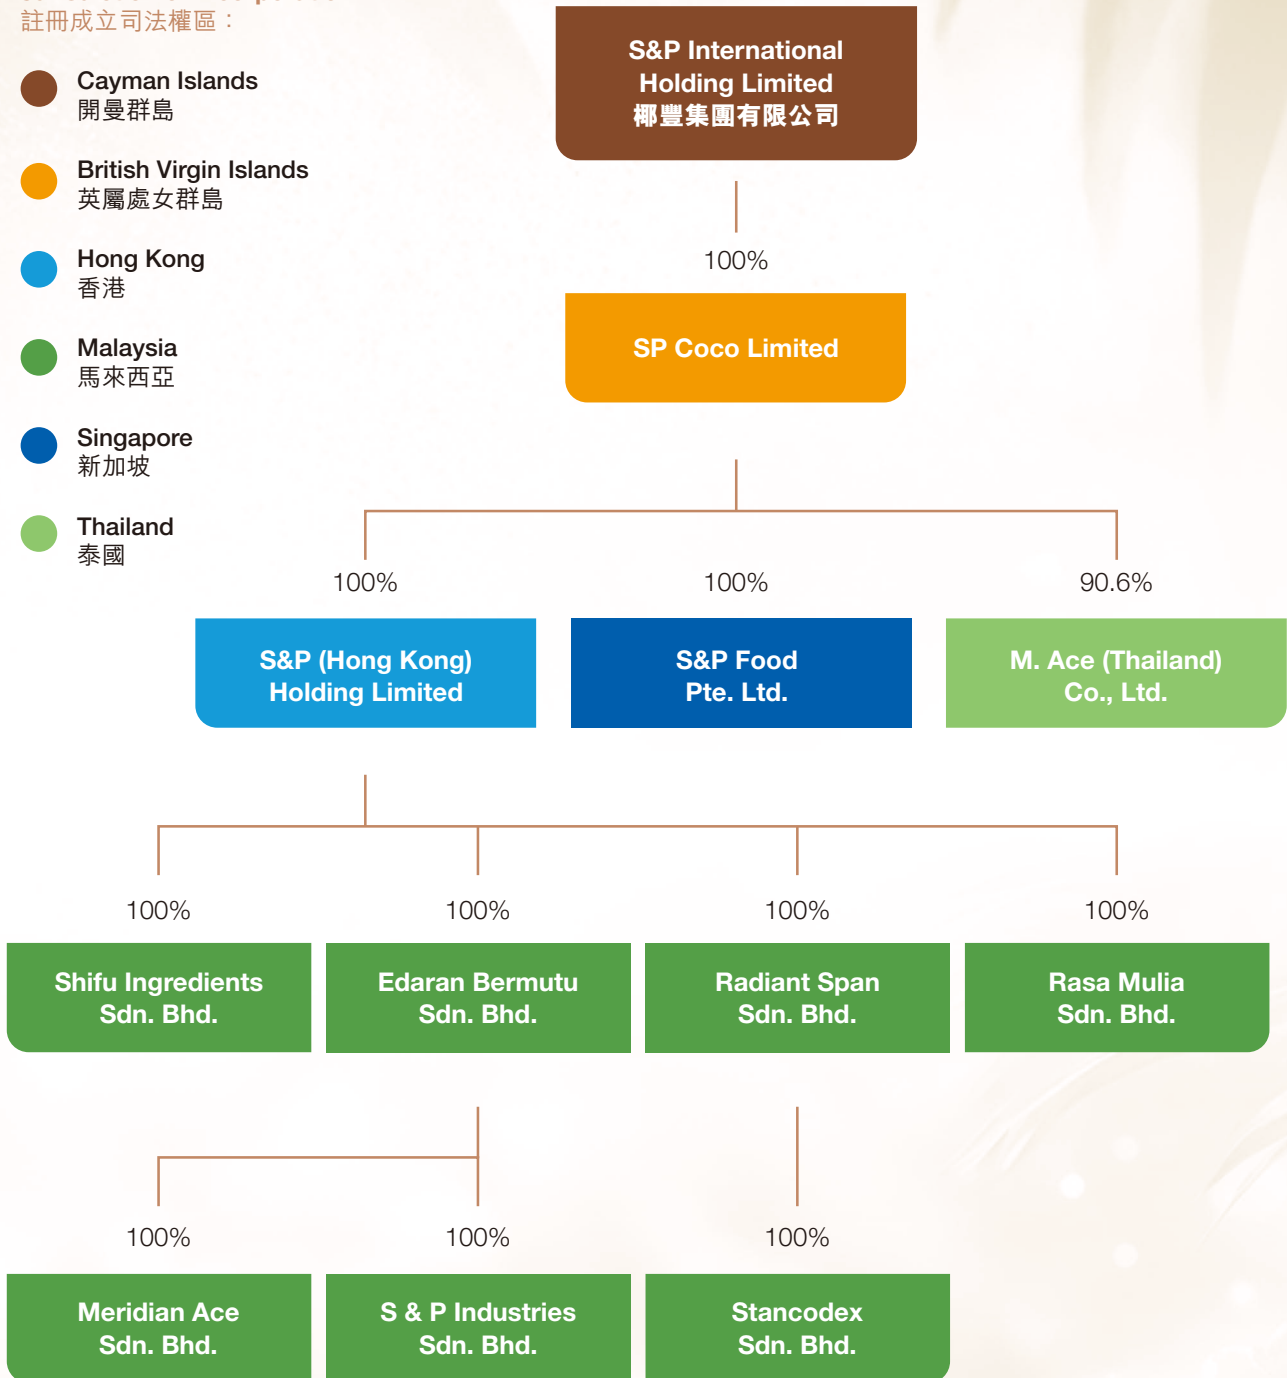 註冊成立司法權區：
Cayman Islands
開曼群島
British Virgin Islands
英屬處女群島
Hong Kong
香港
Malaysia
馬來西亞
Singapore
新加坡
Thailand
泰國
S&P International
Holding Limited
椰豐集團有限公司
100%
SP Coco Limited
100%
100%
90.6%
S&P (Hong Kong)
Holding Limited
S&P Food
Pte. Ltd.
M. Ace (Thailand)
Co., Ltd.
100%
100%
100%
100%
Shifu Ingredients
Sdn. Bhd.
Edaran Bermutu
Sdn. Bhd.
Radiant Span
Sdn. Bhd.
Rasa Mulia
Sdn. Bhd.
100%
100%
100%
Meridian Ace
Sdn. Bhd.
S & P Industries
Sdn. Bhd.
Stancodex
Sdn. Bhd.